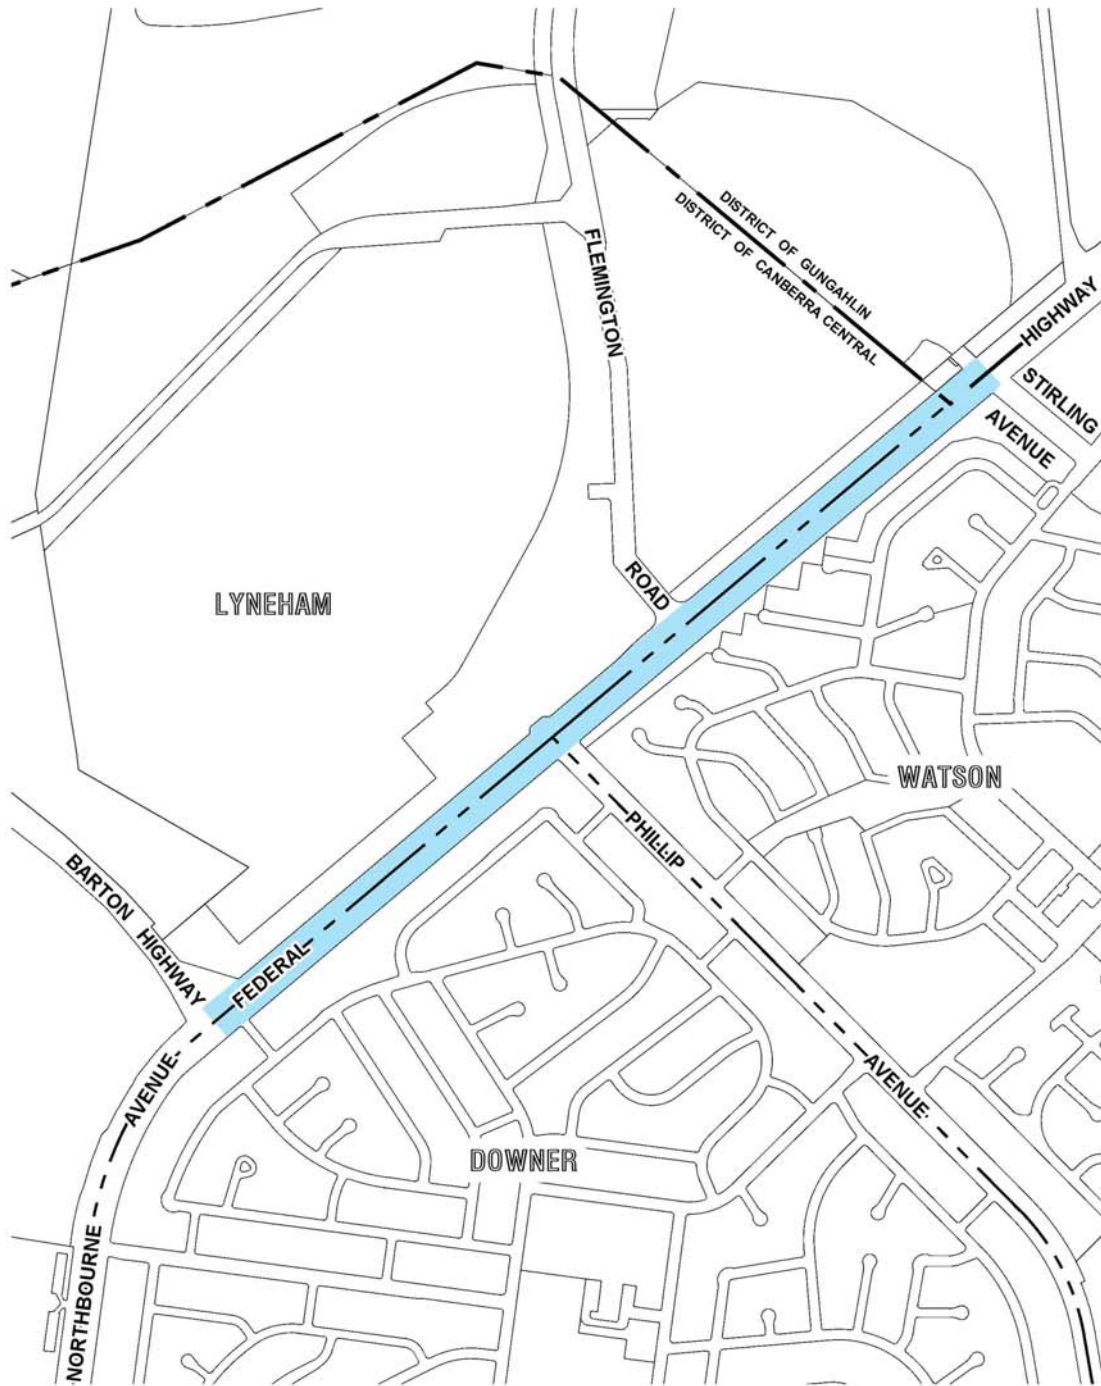 DISTRICT OF GUNGAHLIN
DISTRICT OF CANBERRA CENTRAL
FLEMINGTON
ROAD
HIGHWAY
STIRLING
AVENUE
LYNEHAM
WATSON
PHILLIP
AVENUE
BARTON
HIGHWAY
FEDERAL
AVENUE
NORTHBOURNE
DOWNER